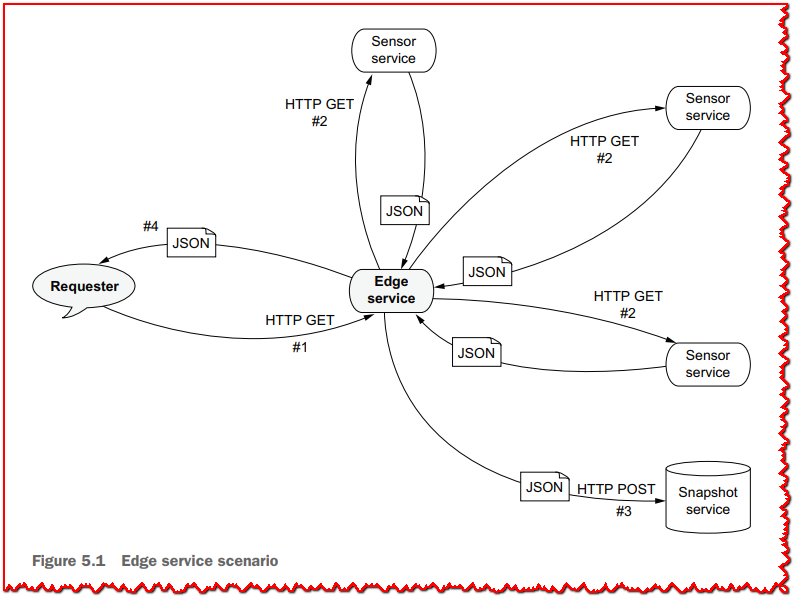 Sensor
service
HTTP GET
#2
Sensor
service
HTTP GET
#2
JSON
#4
JSON
JSON
Requester
Edge
service
HTTP GET
#1
HTTP GET
#2
JSON
Sensor
service
JSON
HTTP POST
#3
Snapshot
service
Figure 5.1 Edge service scenario